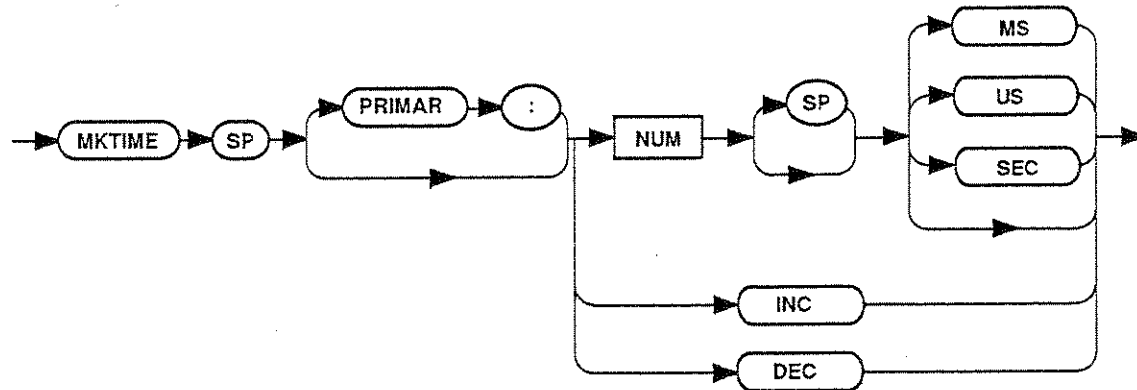 MS
PRIMAR : SP US
MKTIME SP NUM
SEC
INC
DEC